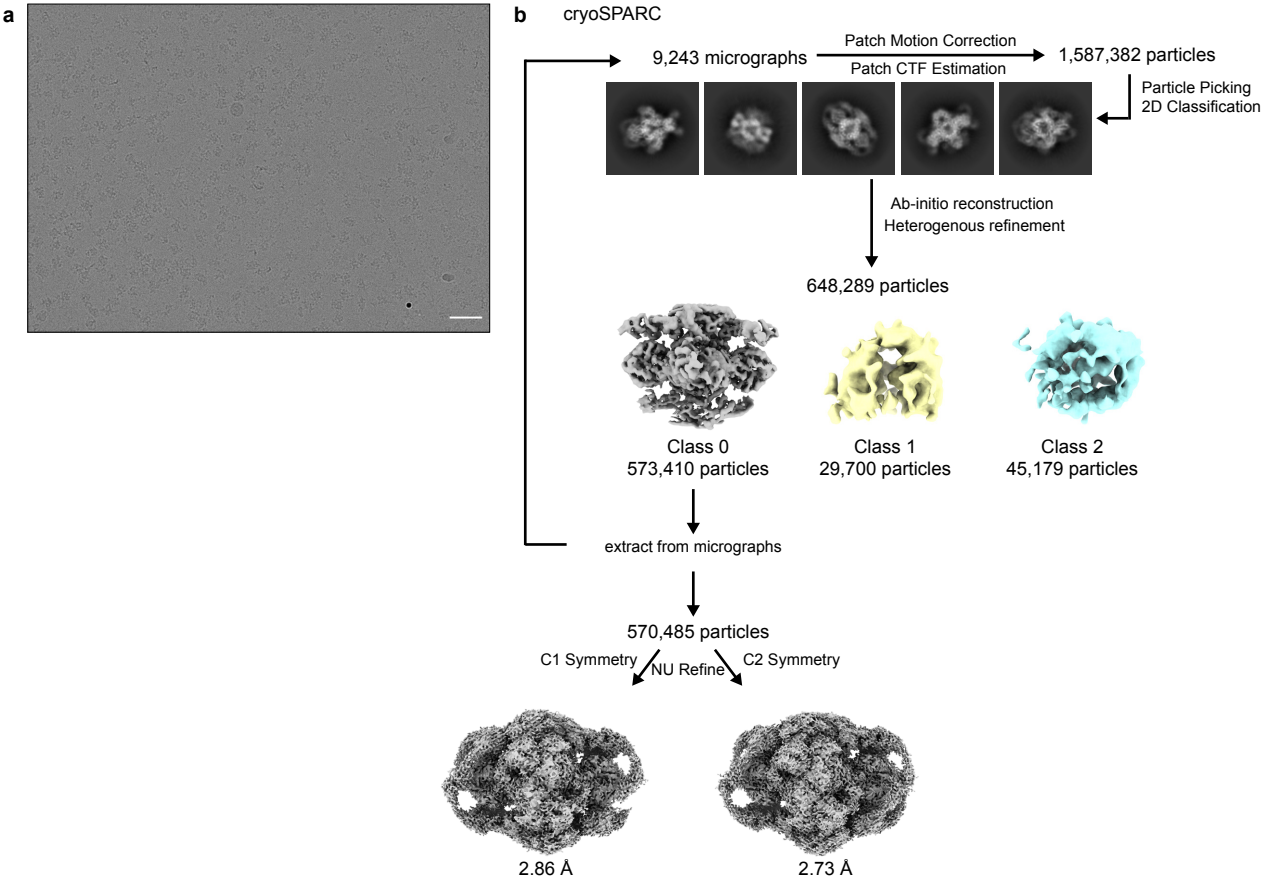 a
b
cryoSPARC
9,243 micrographs
Patch Motion Correction
Patch CTF Estimation
1,587,382 particles
Particle Picking
2D Classification
Ab-initio reconstruction
Heterogenous refinement
648,289 particles
Class 0
573,410 particles
Class 1
29,700 particles
Class 2
45,179 particles
extract from micrographs
570,485 particles
C1 Symmetry
NU Refine
C2 Symmetry
2.86 Å
2.73 Å